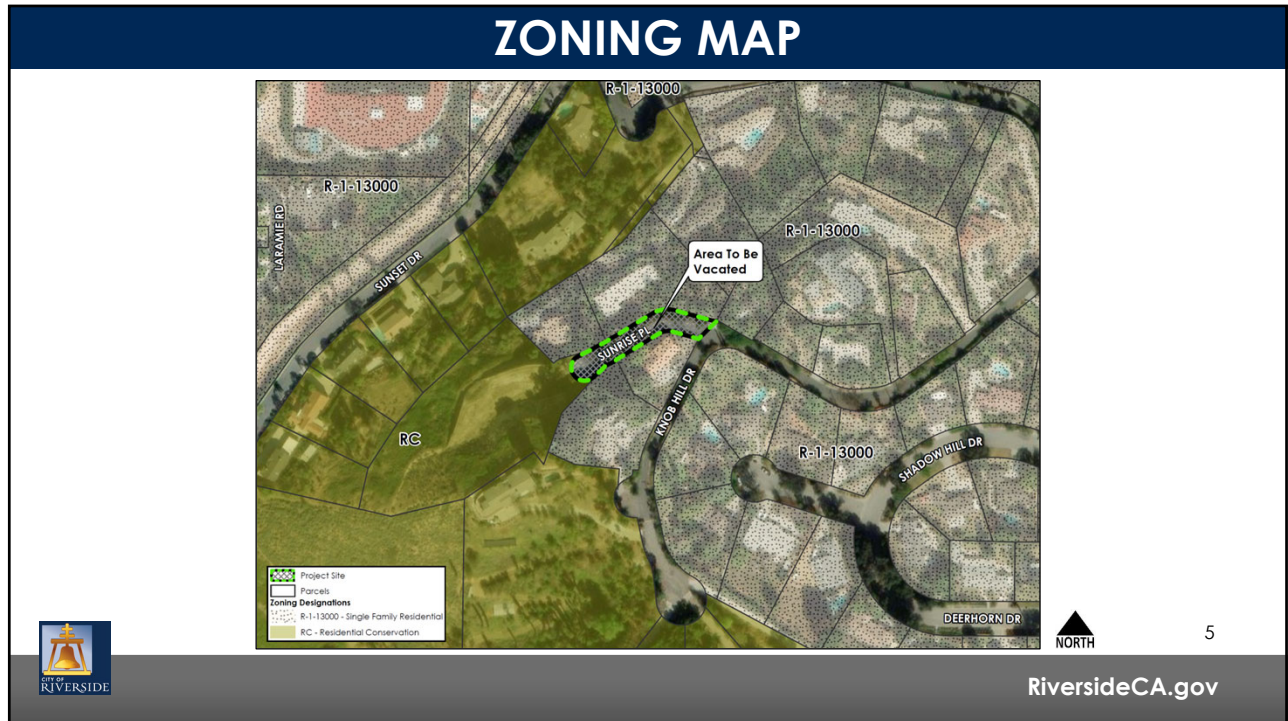 ZONING MAP
R-1-13000
R-1-13000
LARAMIE RD
SUNSET DR
R-1-13000
Area To Be
Vacated
SUNRISE PL
KNOB HILL DR
RC
R-1-13000
SHADOW HILL DR
DEERHORN DR
Project Site
Parcels
Zoning Designations
R-1-13000 - Single Family Residential
RC - Residential Conservation
NORTH
5
CITY OF
RIVERSIDE
RiversideCA.gov